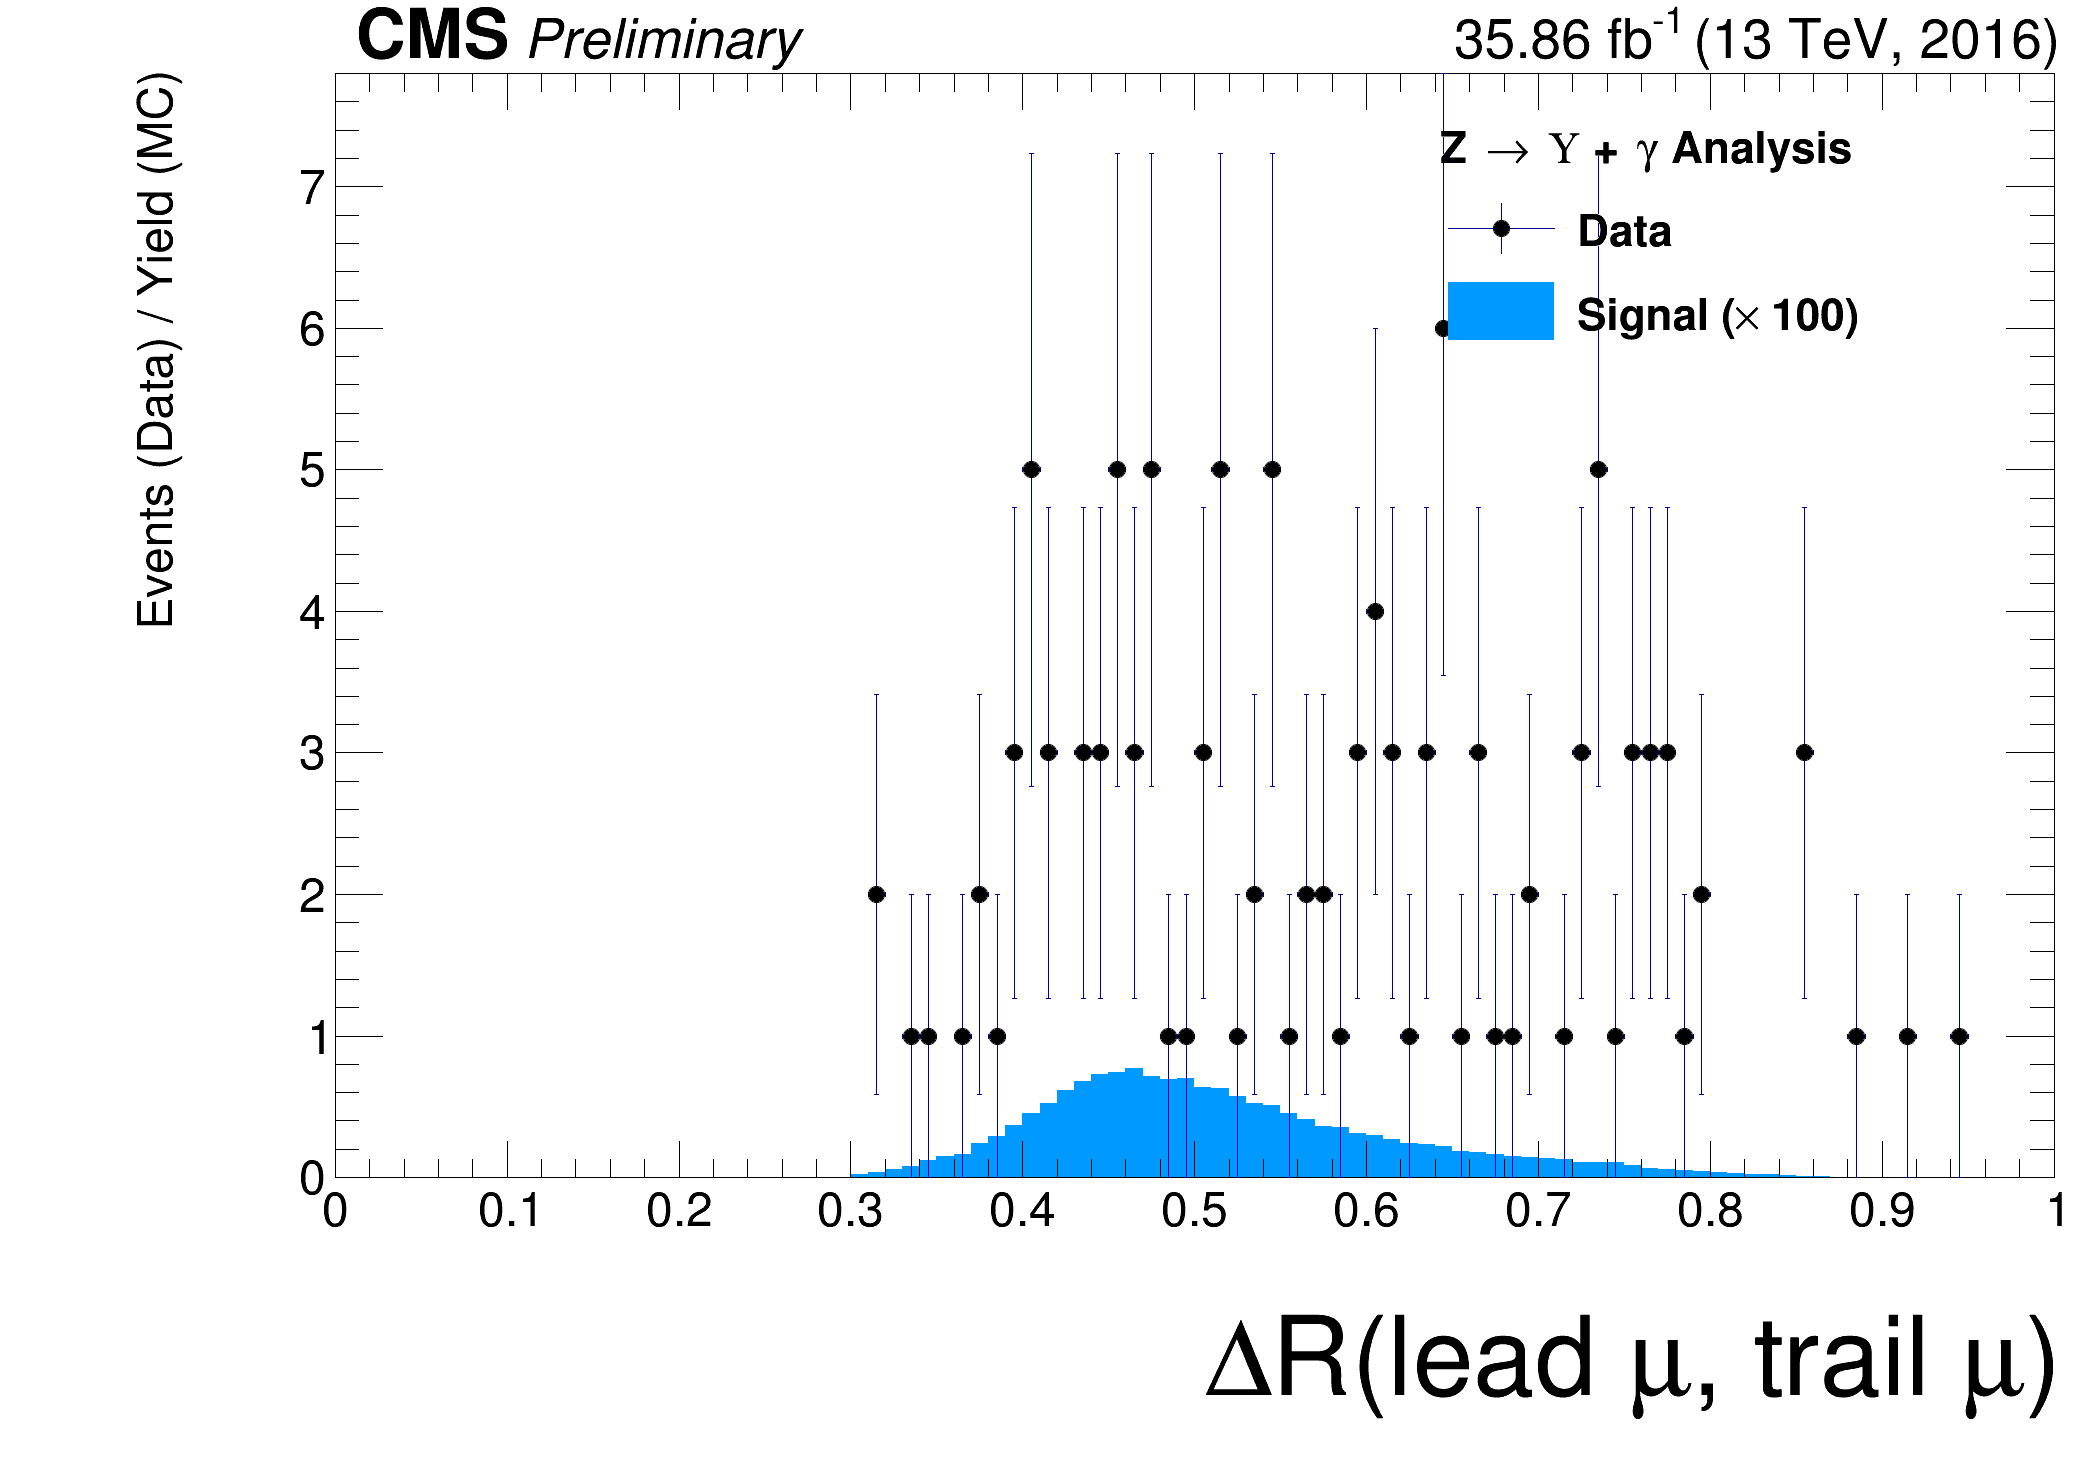 CMS Preliminary
35.86 fb-1 (13 TeV, 2016)
Events (Data) / Yield (MC)
Z → Υ + γ Analysis
Data
Signal (× 100)
7
6
5
4
3
2
1
0
0 0.1 0.2 0.3 0.4 0.5 0.6 0.7 0.8 0.9 1
ΔR(lead μ, trail μ)